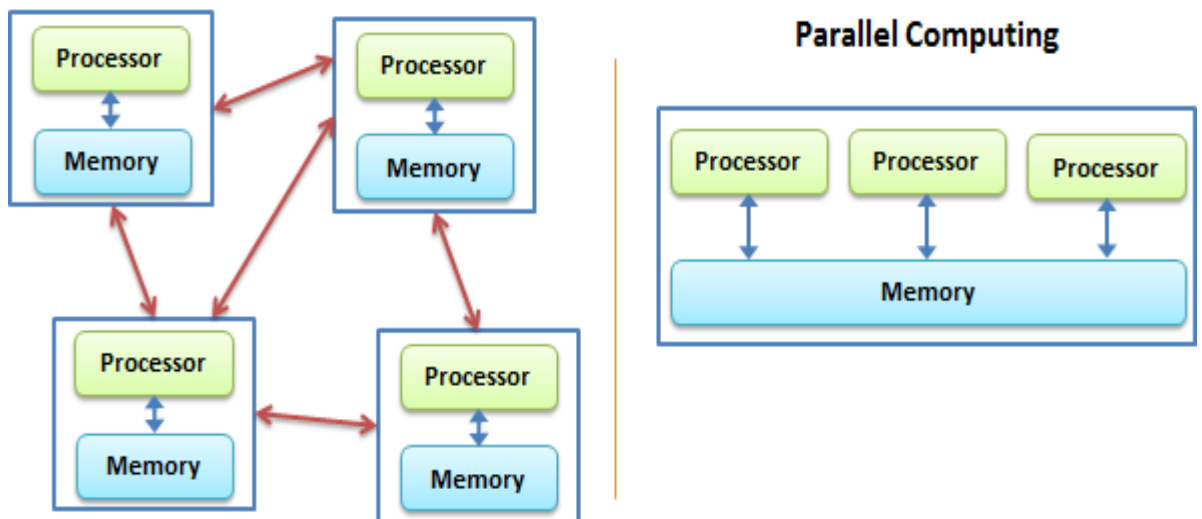 Processor
Memory
Processor
Memory
Processor
Memory
Processor
Memory
Parallel Computing
Processor
Processor
Processor
Memory